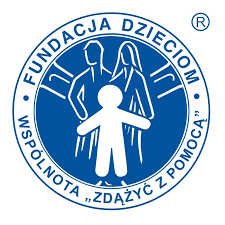 ®
• FUNDACJA DZIECIOM •
WSPÓLNOTA „ZDĄŻYĆ Z POMOCĄ”